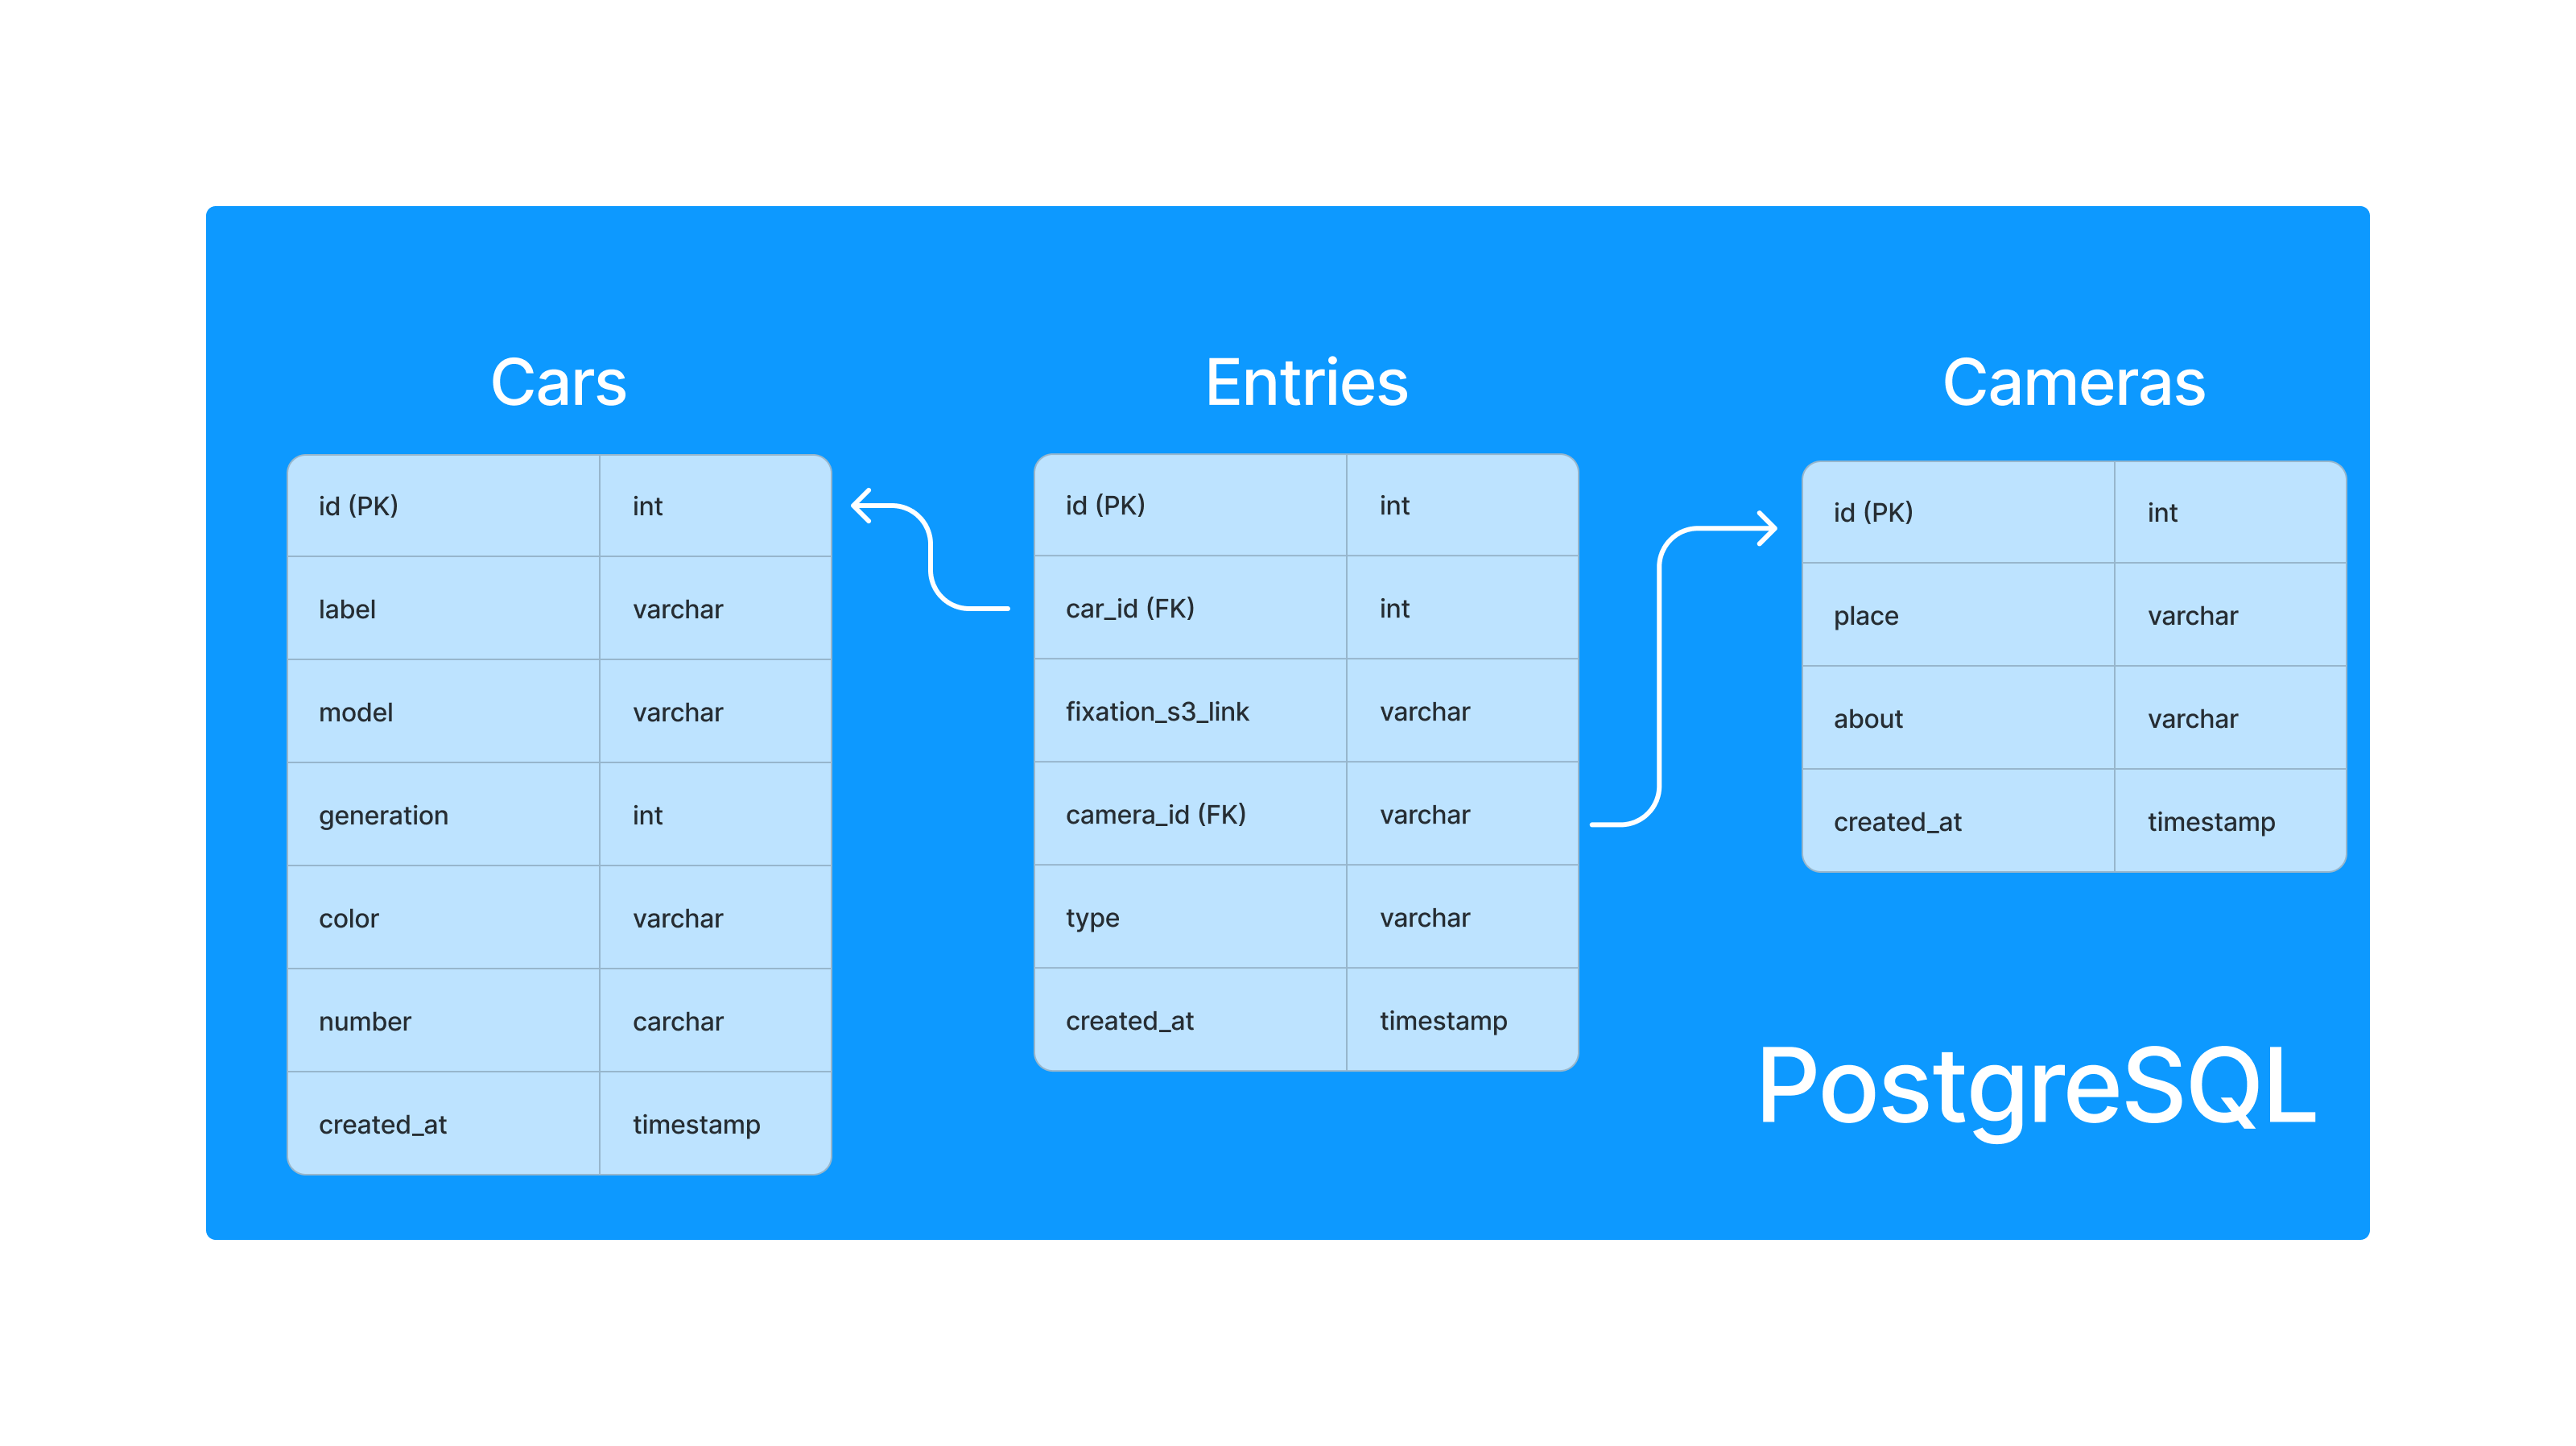 Cars
id (PK) int
label varchar
model varchar
generation int
color varchar
number carchar
created_at timestamp
Entries
id (PK) int
car_id (FK) int
fixation_s3_link varchar
camera_id (FK) varchar
type varchar
created_at timestamp
Cameras
id (PK) int
place varchar
about varchar
created_at timestamp
PostgreSQL